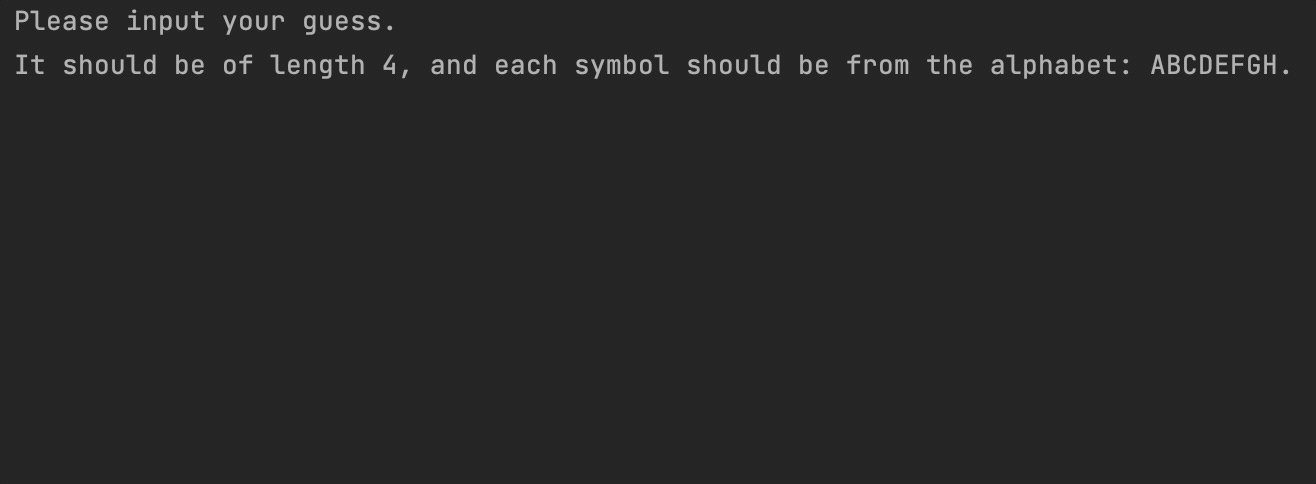 Please input your guess.
It should be of length 4, and each symbol should be from the alphabet: ABCDEFGH.